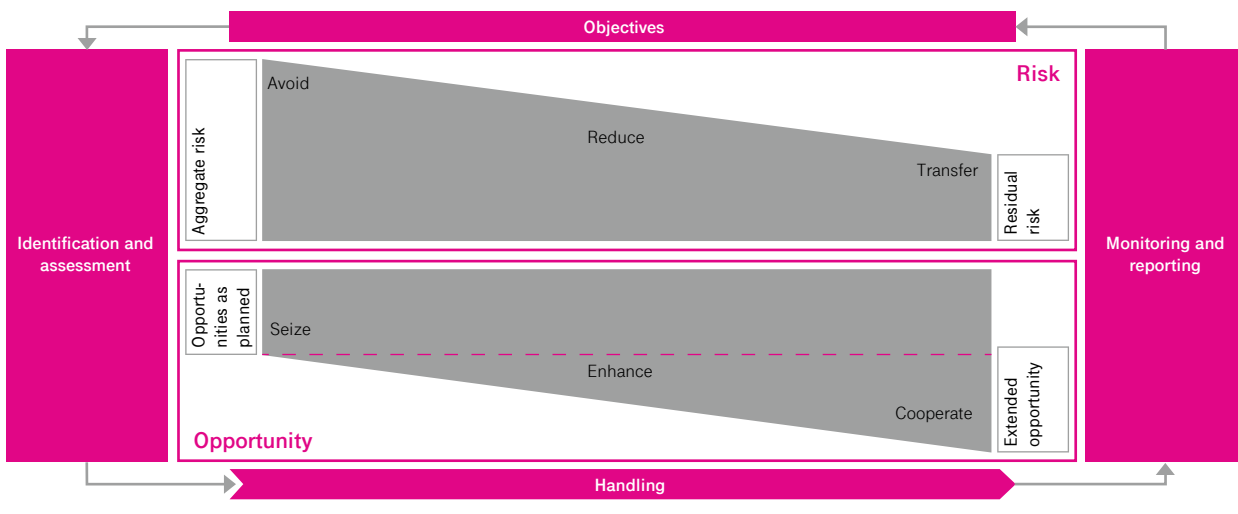 Objectives
Identification and
assessment
Risk
Aggregate risk
Avoid
Reduce
Transfer
Residual
risk
Opportu-
nities as
planned
Seize
Enhance
Cooperate
Extended
opportunity
Opportunity
Monitoring and
reporting
Handling